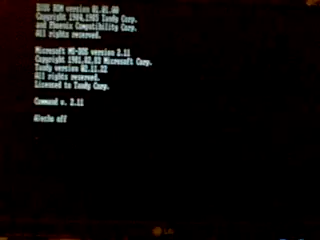 BIOS ROM version 01.01.00
Copyright 1984,1985 Tandy Corp.
and Phoenix Compatibility Corp.
All rights reserved.
Microsoft MS-DOS version 2.11
Copyright 1981,82,83 Microsoft Corp.
Tandy version 02.11.22
All rights reserved.
Licensed to Tandy Corp.
Command v. 2.11
A>echo off
LG